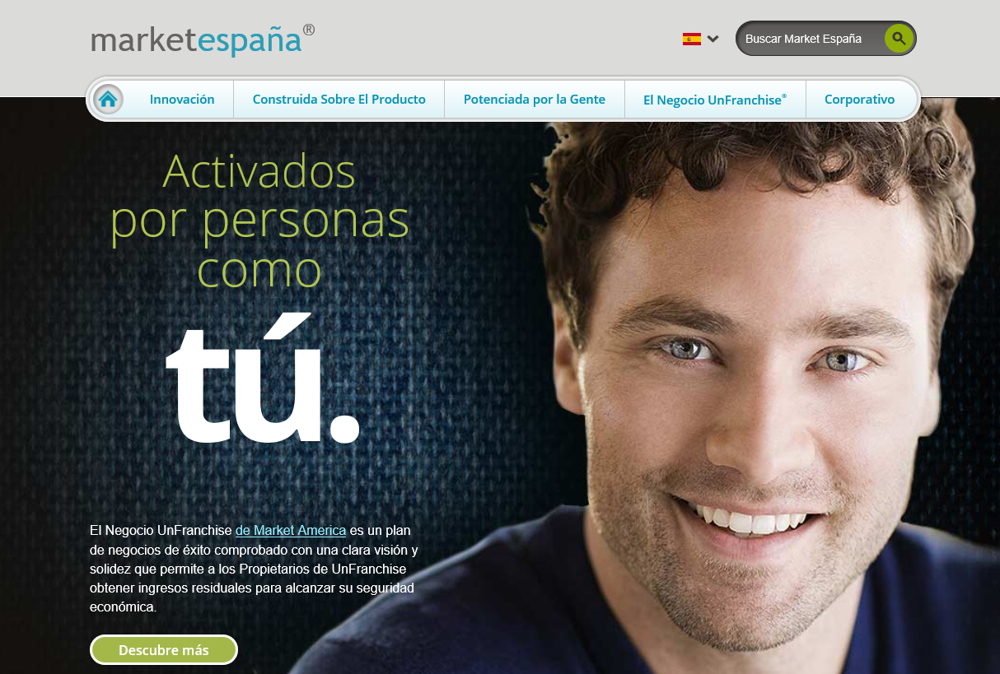 marketespaña®
Buscar Market España
Innovación
Construida Sobre El Producto
Potenciada por la Gente
El Negocio UnFranchise®
Corporativo
Activados
por personas
como
tú.
El Negocio UnFranchise de Market America es un plan
de negocios de éxito comprobado con una clara visión y
solidez que permite a los Propietarios de UnFranchise
obtener ingresos residuales para alcanzar su seguridad
económica.
Descubre más